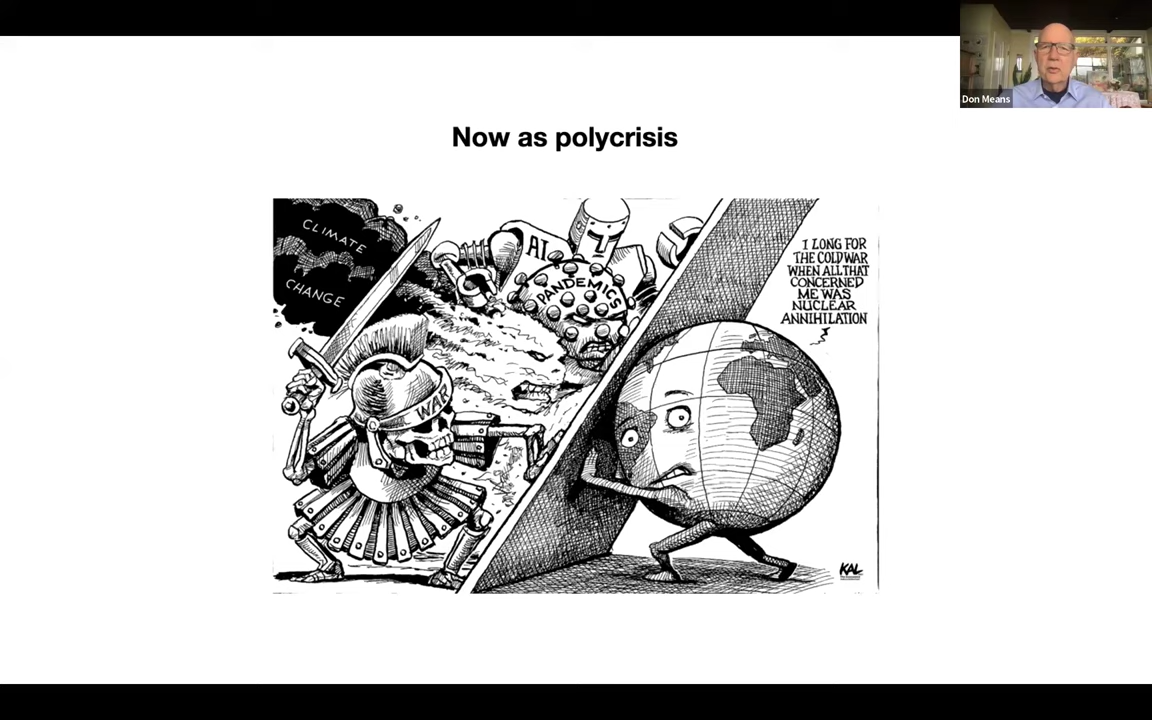 Don Means
Now as polycrisis
CLIMATE
CHANGE
AI
PANDEMICS
WAR
I LONG FOR
THE COLD WAR
WHEN ALL THAT
CONCERNED
ME WAS
NUCLEAR
ANNIHILATION
KAL